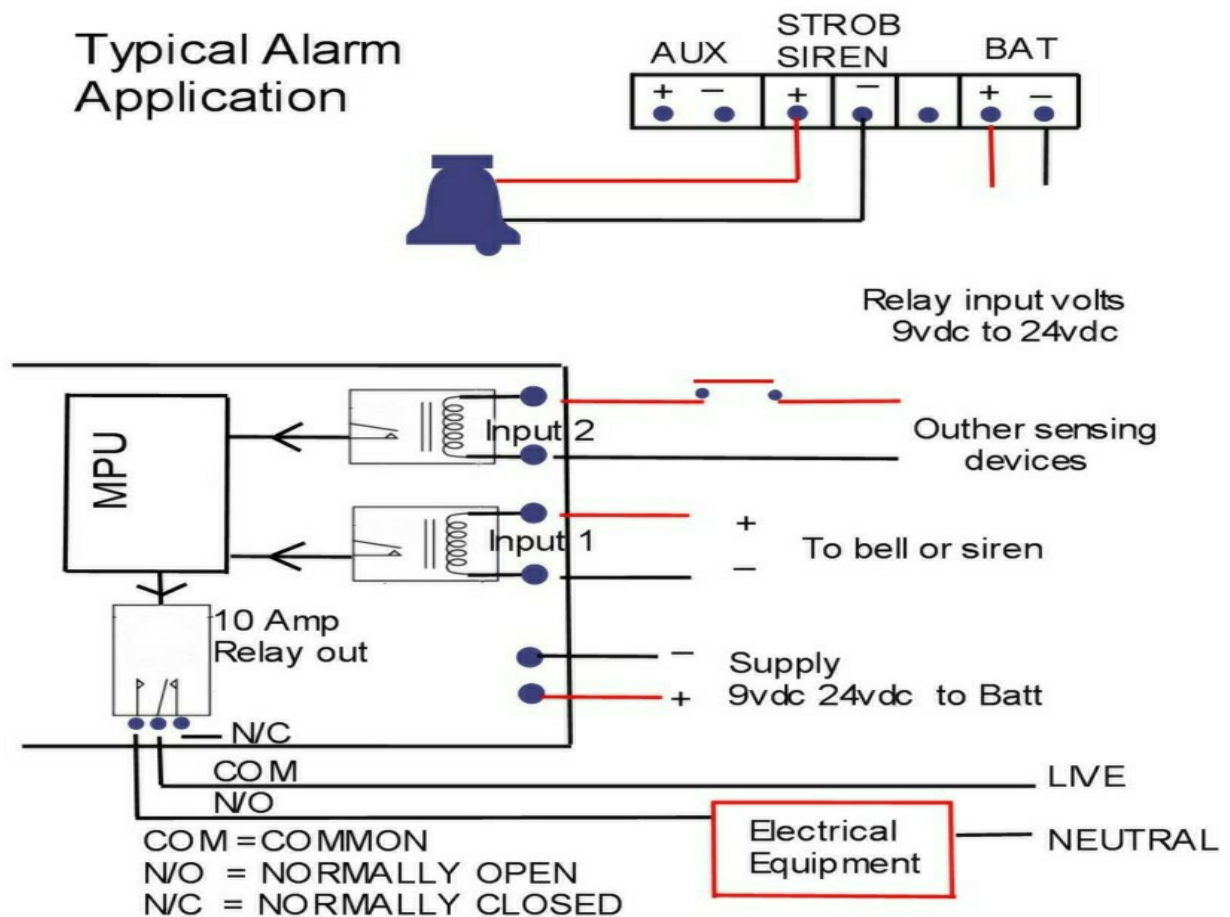 Typical Alarm
Application
AUX
STROB
SIREN
BAT
+ − + − + −
Relay input volts
9vdc to 24vdc
MPU
Input 2
Outher sensing
devices
Input 1
+
To bell or siren
−
10 Amp
Relay out
− Supply
+ 9vdc 24vdc to Batt
N/C
COM
LIVE
N/O
Electrical
Equipment
NEUTRAL
COM = COMMON
N/O = NORMALLY OPEN
N/C = NORMALLY CLOSED